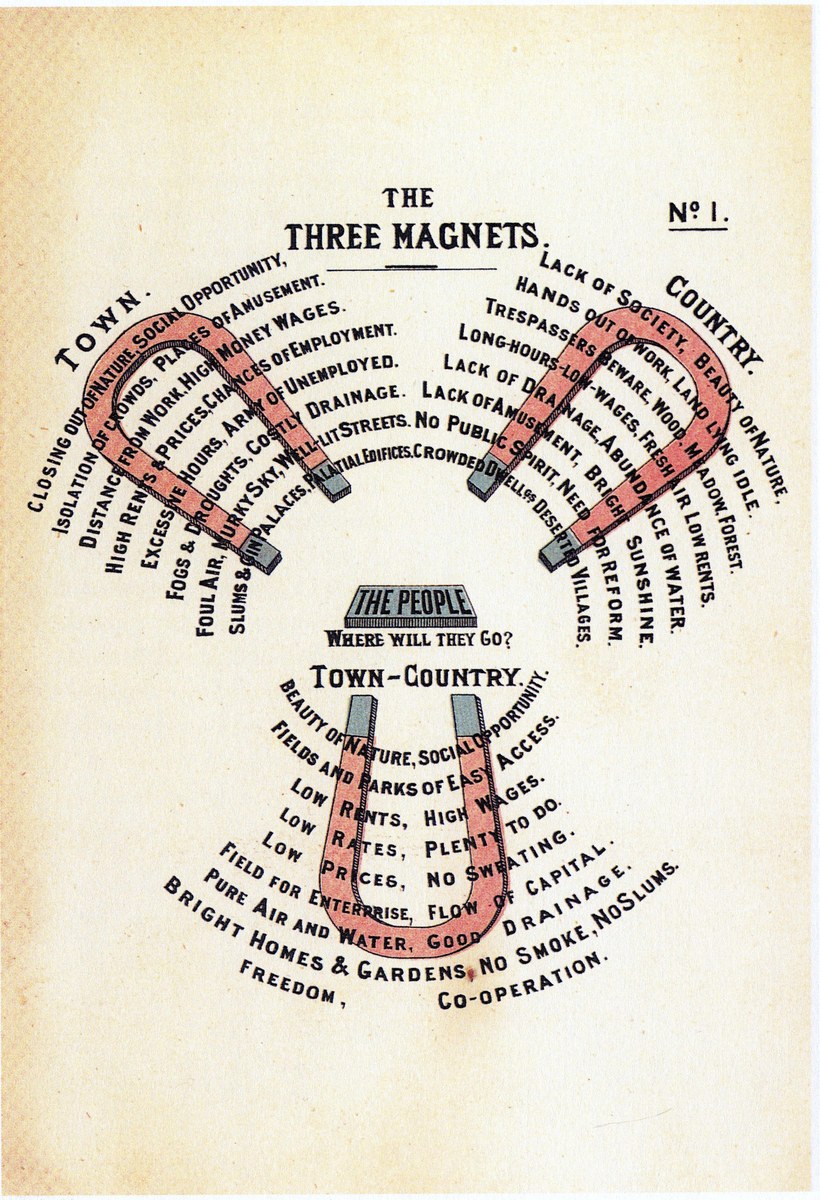 THE
THREE MAGNETS.
Nº 1.
TOWN.
CLOSING OUT OF NATURE, SOCIAL OPPORTUNITY,
ISOLATION OF CROWDS, PLACES OF AMUSEMENT.
DISTANCE FROM WORK, HIGH MONEY WAGES.
HIGH RENTS & PRICES, CHANCES OF EMPLOYMENT.
EXCESSIVE HOURS, ARMY OF UNEMPLOYED.
FOGS & DROUGHTS, COSTLY DRAINAGE.
FOUL AIR, MURKY SKY, WELL-LIT STREETS.
SLUMS & GIN PALACES, PALATIAL EDIFICES.
COUNTRY.
LACK OF SOCIETY, BEAUTY OF NATURE,
HANDS OUT OF WORK, LAND LYING IDLE.
TRESPASSERS BEWARE, WOOD, MEADOW, FOREST.
LONG-HOURS-LOW-WAGES, FRESH AIR LOW RENTS.
LACK OF DRAINAGE, ABUNDANCE OF WATER.
LACK OF AMUSEMENT, BRIGHT SUNSHINE.
NO PUBLIC SPIRIT, NEED FOR REFORM.
CROWDED DWELLGS DESERTED VILLAGES.
THE PEOPLE
WHERE WILL THEY GO?
TOWN-COUNTRY.
BEAUTY OF NATURE, SOCIAL OPPORTUNITY.
FIELDS AND PARKS OF EASY ACCESS.
LOW RENTS, HIGH WAGES.
LOW RATES, PLENTY TO DO.
LOW PRICES, NO SWEATING.
FIELD FOR ENTERPRISE, FLOW OF CAPITAL.
PURE AIR AND WATER, GOOD DRAINAGE.
BRIGHT HOMES & GARDENS, NO SMOKE, NO SLUMS.
FREEDOM, CO-OPERATION.